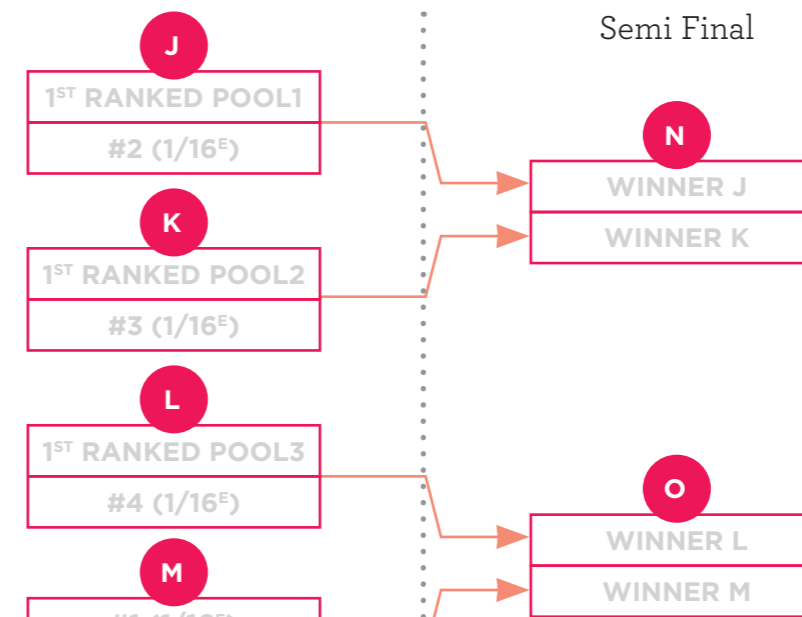 J
1ST RANKED POOL1
#2 (1/16E)
K
1ST RANKED POOL2
#3 (1/16E)
L
1ST RANKED POOL3
#4 (1/16E)
M
Semi Final
N
WINNER J
WINNER K
O
WINNER L
WINNER M